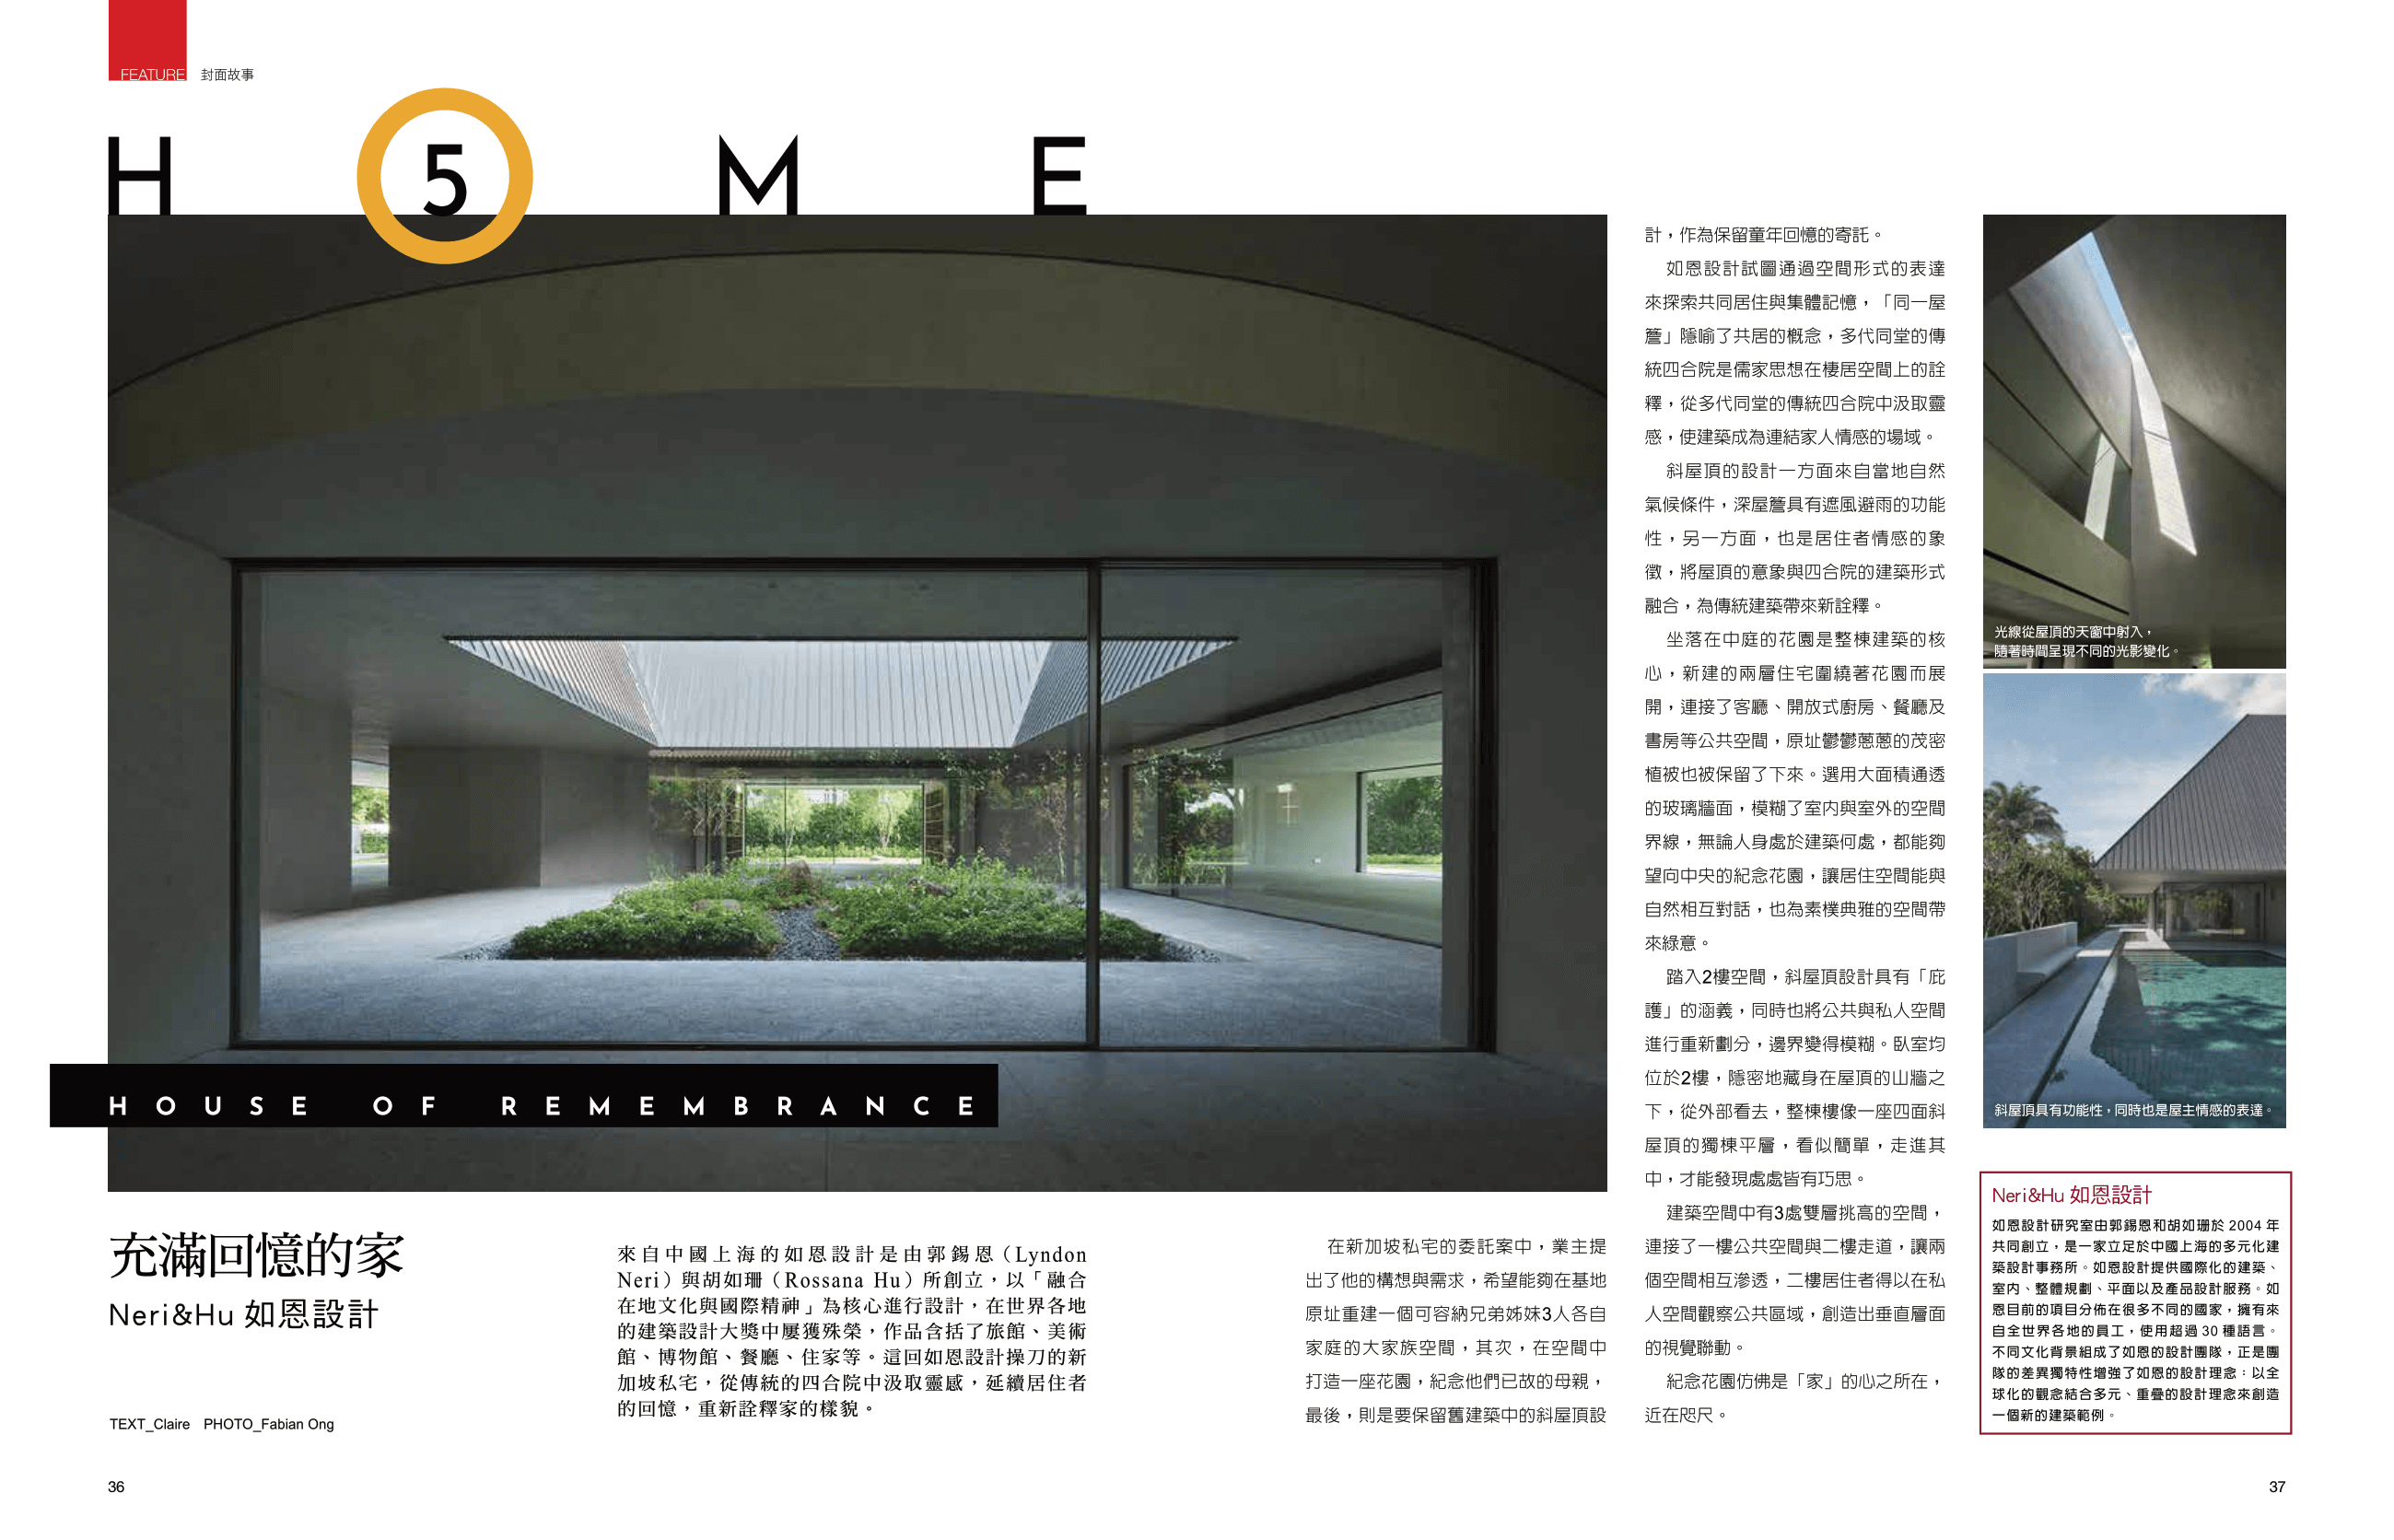 FEATURE 封面故事
H 5 M E
HOUSE OF REMEMBRANCE
充滿回憶的家
Neri&Hu 如恩設計
TEXT_Claire PHOTO_Fabian Ong
36
來自中國上海的如恩設計是由郭錫恩（Lyndon
Neri）與胡如珊（Rossana Hu）所創立，以「融合
在地文化與國際精神」為核心進行設計，在世界各地
的建築設計大獎中屢獲殊榮，作品含括了旅館、美術
館、博物館、餐廳、住家等。這回如恩設計操刀的新
加坡私宅，從傳統的四合院中汲取靈感，延續居住者
的回憶，重新詮釋家的樣貌。
在新加坡私宅的委託案中，業主提
出了他的構想與需求，希望能夠在基地
原址重建一個可容納兄弟姊妹3人各自
家庭的大家族空間，其次，在空間中
打造一座花園，紀念他們已故的母親，
最後，則是要保留舊建築中的斜屋頂設
計，作為保留童年回憶的寄託。
如恩設計試圖通過空間形式的表達
來探索共同居住與集體記憶，「同一屋
簷」隱喻了共居的概念，多代同堂的傳
統四合院是儒家思想在棲居空間上的詮
釋，從多代同堂的傳統四合院中汲取靈
感，使建築成為連結家人情感的場域。
斜屋頂的設計一方面來自當地自然
氣候條件，深屋簷具有遮風避雨的功能
性，另一方面，也是居住者情感的象
徵，將屋頂的意象與四合院的建築形式
融合，為傳統建築帶來新詮釋。
坐落在中庭的花園是整棟建築的核
心，新建的兩層住宅圍繞著花園而展
開，連接了客廳、開放式廚房、餐廳及
書房等公共空間，原址鬱鬱蔥蔥的茂密
植被也被保留了下來。選用大面積通透
的玻璃牆面，模糊了室內與室外的空間
界線，無論人身處於建築何處，都能夠
望向中央的紀念花園，讓居住空間能與
自然相互對話，也為素樸典雅的空間帶
來綠意。
踏入2樓空間，斜屋頂設計具有「庇
護」的涵義，同時也將公共與私人空間
進行重新劃分，邊界變得模糊。臥室均
位於2樓，隱密地藏身在屋頂的山牆之
下，從外部看去，整棟樓像一座四面斜
屋頂的獨棟平層，看似簡單，走進其
中，才能發現處處皆有巧思。
建築空間中有3處雙層挑高的空間，
連接了一樓公共空間與二樓走道，讓兩
個空間相互滲透，二樓居住者得以在私
人空間觀察公共區域，創造出垂直層面
的視覺聯動。
紀念花園仿佛是「家」的心之所在，
近在咫尺。
光線從屋頂的天窗中射入，
隨著時間呈現不同的光影變化。
斜屋頂具有功能性，同時也是屋主情感的表達。
Neri&Hu 如恩設計
如恩設計研究室由郭錫恩和胡如珊於 2004 年
共同創立，是一家立足於中國上海的多元化建
築設計事務所。如恩設計提供國際化的建築、
室內、整體規劃、平面以及產品設計服務。如
恩目前的項目分佈在很多不同的國家，擁有來
自全世界各地的員工，使用超過 30 種語言。
不同文化背景組成了如恩的設計團隊，正是團
隊的差異獨特性增強了如恩的設計理念：以全
球化的觀念結合多元、重疊的設計理念來創造
一個新的建築範例。
37